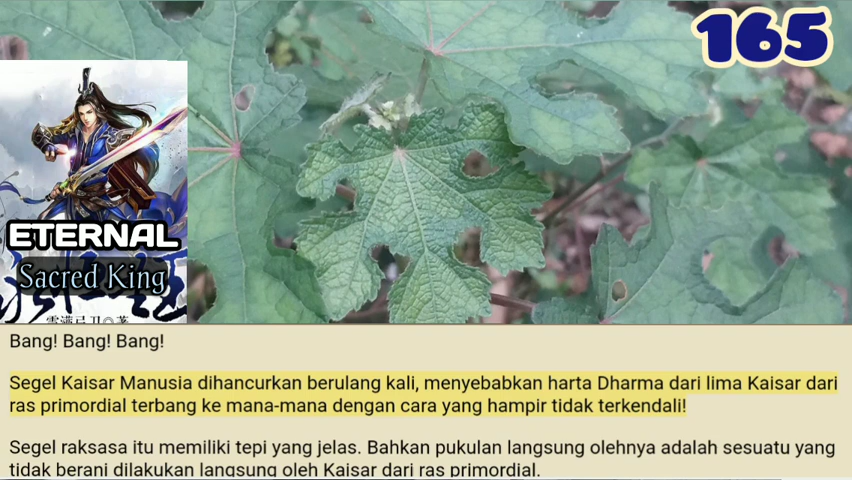 165
ETERNAL
Sacred King
Bang! Bang! Bang!
Segel Kaisar Manusia dihancurkan berulang kali, menyebabkan harta Dharma dari lima Kaisar dari
ras primordial terbang ke mana-mana dengan cara yang hampir tidak terkendali!
Segel raksasa itu memiliki tepi yang jelas. Bahkan pukulan langsung olehnya adalah sesuatu yang
tidak berani dilakukan langsung oleh Kaisar dari ras primordial.